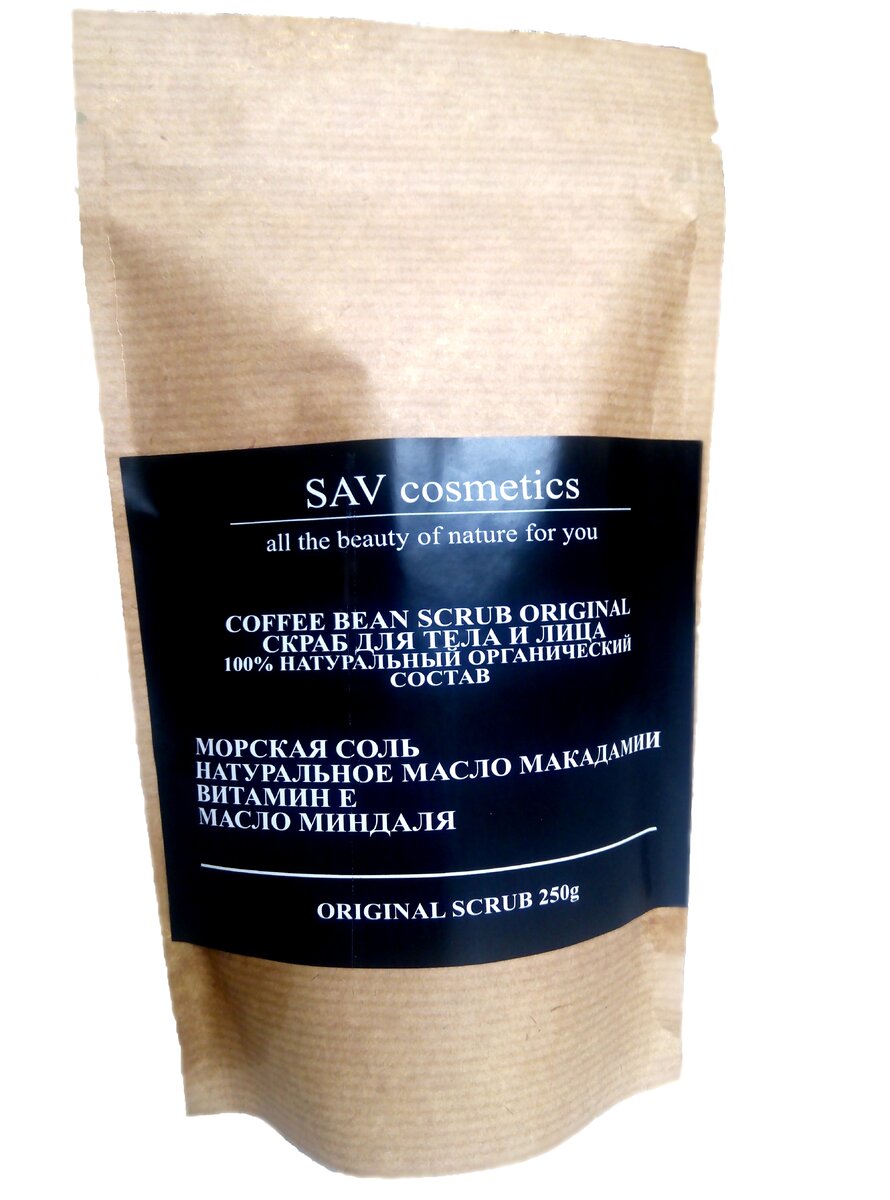 SAV cosmetics
all the beauty of nature for you
COFFEE BEAN SCRUB ORIGINAL
СКРАБ ДЛЯ ТЕЛА И ЛИЦА
100% НАТУРАЛЬНЫЙ ОРГАНИЧЕСКИЙ
СОСТАВ
МОРСКАЯ СОЛЬ
НАТУРАЛЬНОЕ МАСЛО МАКАДАМИИ
ВИТАМИН Е
МАСЛО МИНДАЛЯ
ORIGINAL SCRUB 250g